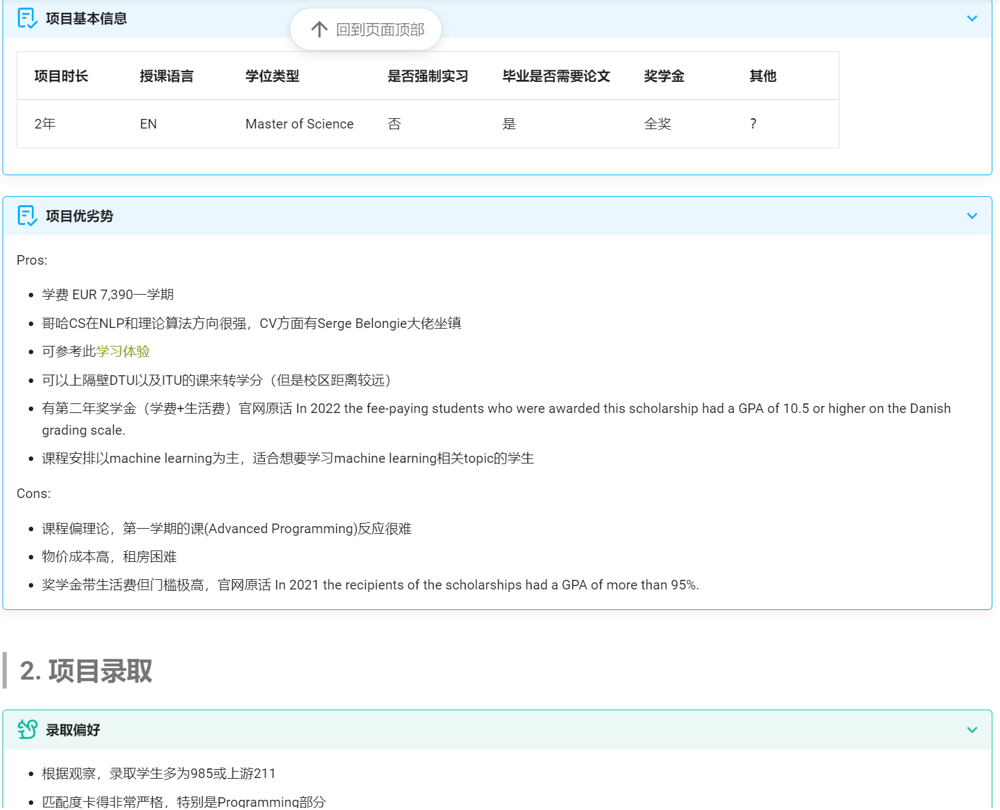 项目基本信息
回到页面顶部
项目时长 授课语言 学位类型 是否强制实习 毕业是否需要论文 奖学金 其他
2年 EN Master of Science 否 是 全奖 ?
项目优劣势
Pros:
学费 EUR 7,390一学期
哥哈CS在NLP和理论算法方向很强，CV方面有Serge Belongie大佬坐镇
可参考此学习体验
可以上隔壁DTU以及ITU的课来转学分（但是校区距离较远）
有第二年奖学金（学费+生活费）官网原话 In 2022 the fee-paying students who were awarded this scholarship had a GPA of 10.5 or higher on the Danish
grading scale.
课程安排以machine learning为主，适合想要学习machine learning相关topic的学生
Cons:
课程偏理论，第一学期的课(Advanced Programming)反应很难
物价成本高，租房困难
奖学金带生活费但门槛极高，官网原话 In 2021 the recipients of the scholarships had a GPA of more than 95%.
2. 项目录取
录取偏好
根据观察，录取学生多为985或上游211
匹配度卡得非常严格，特别是Programming部分